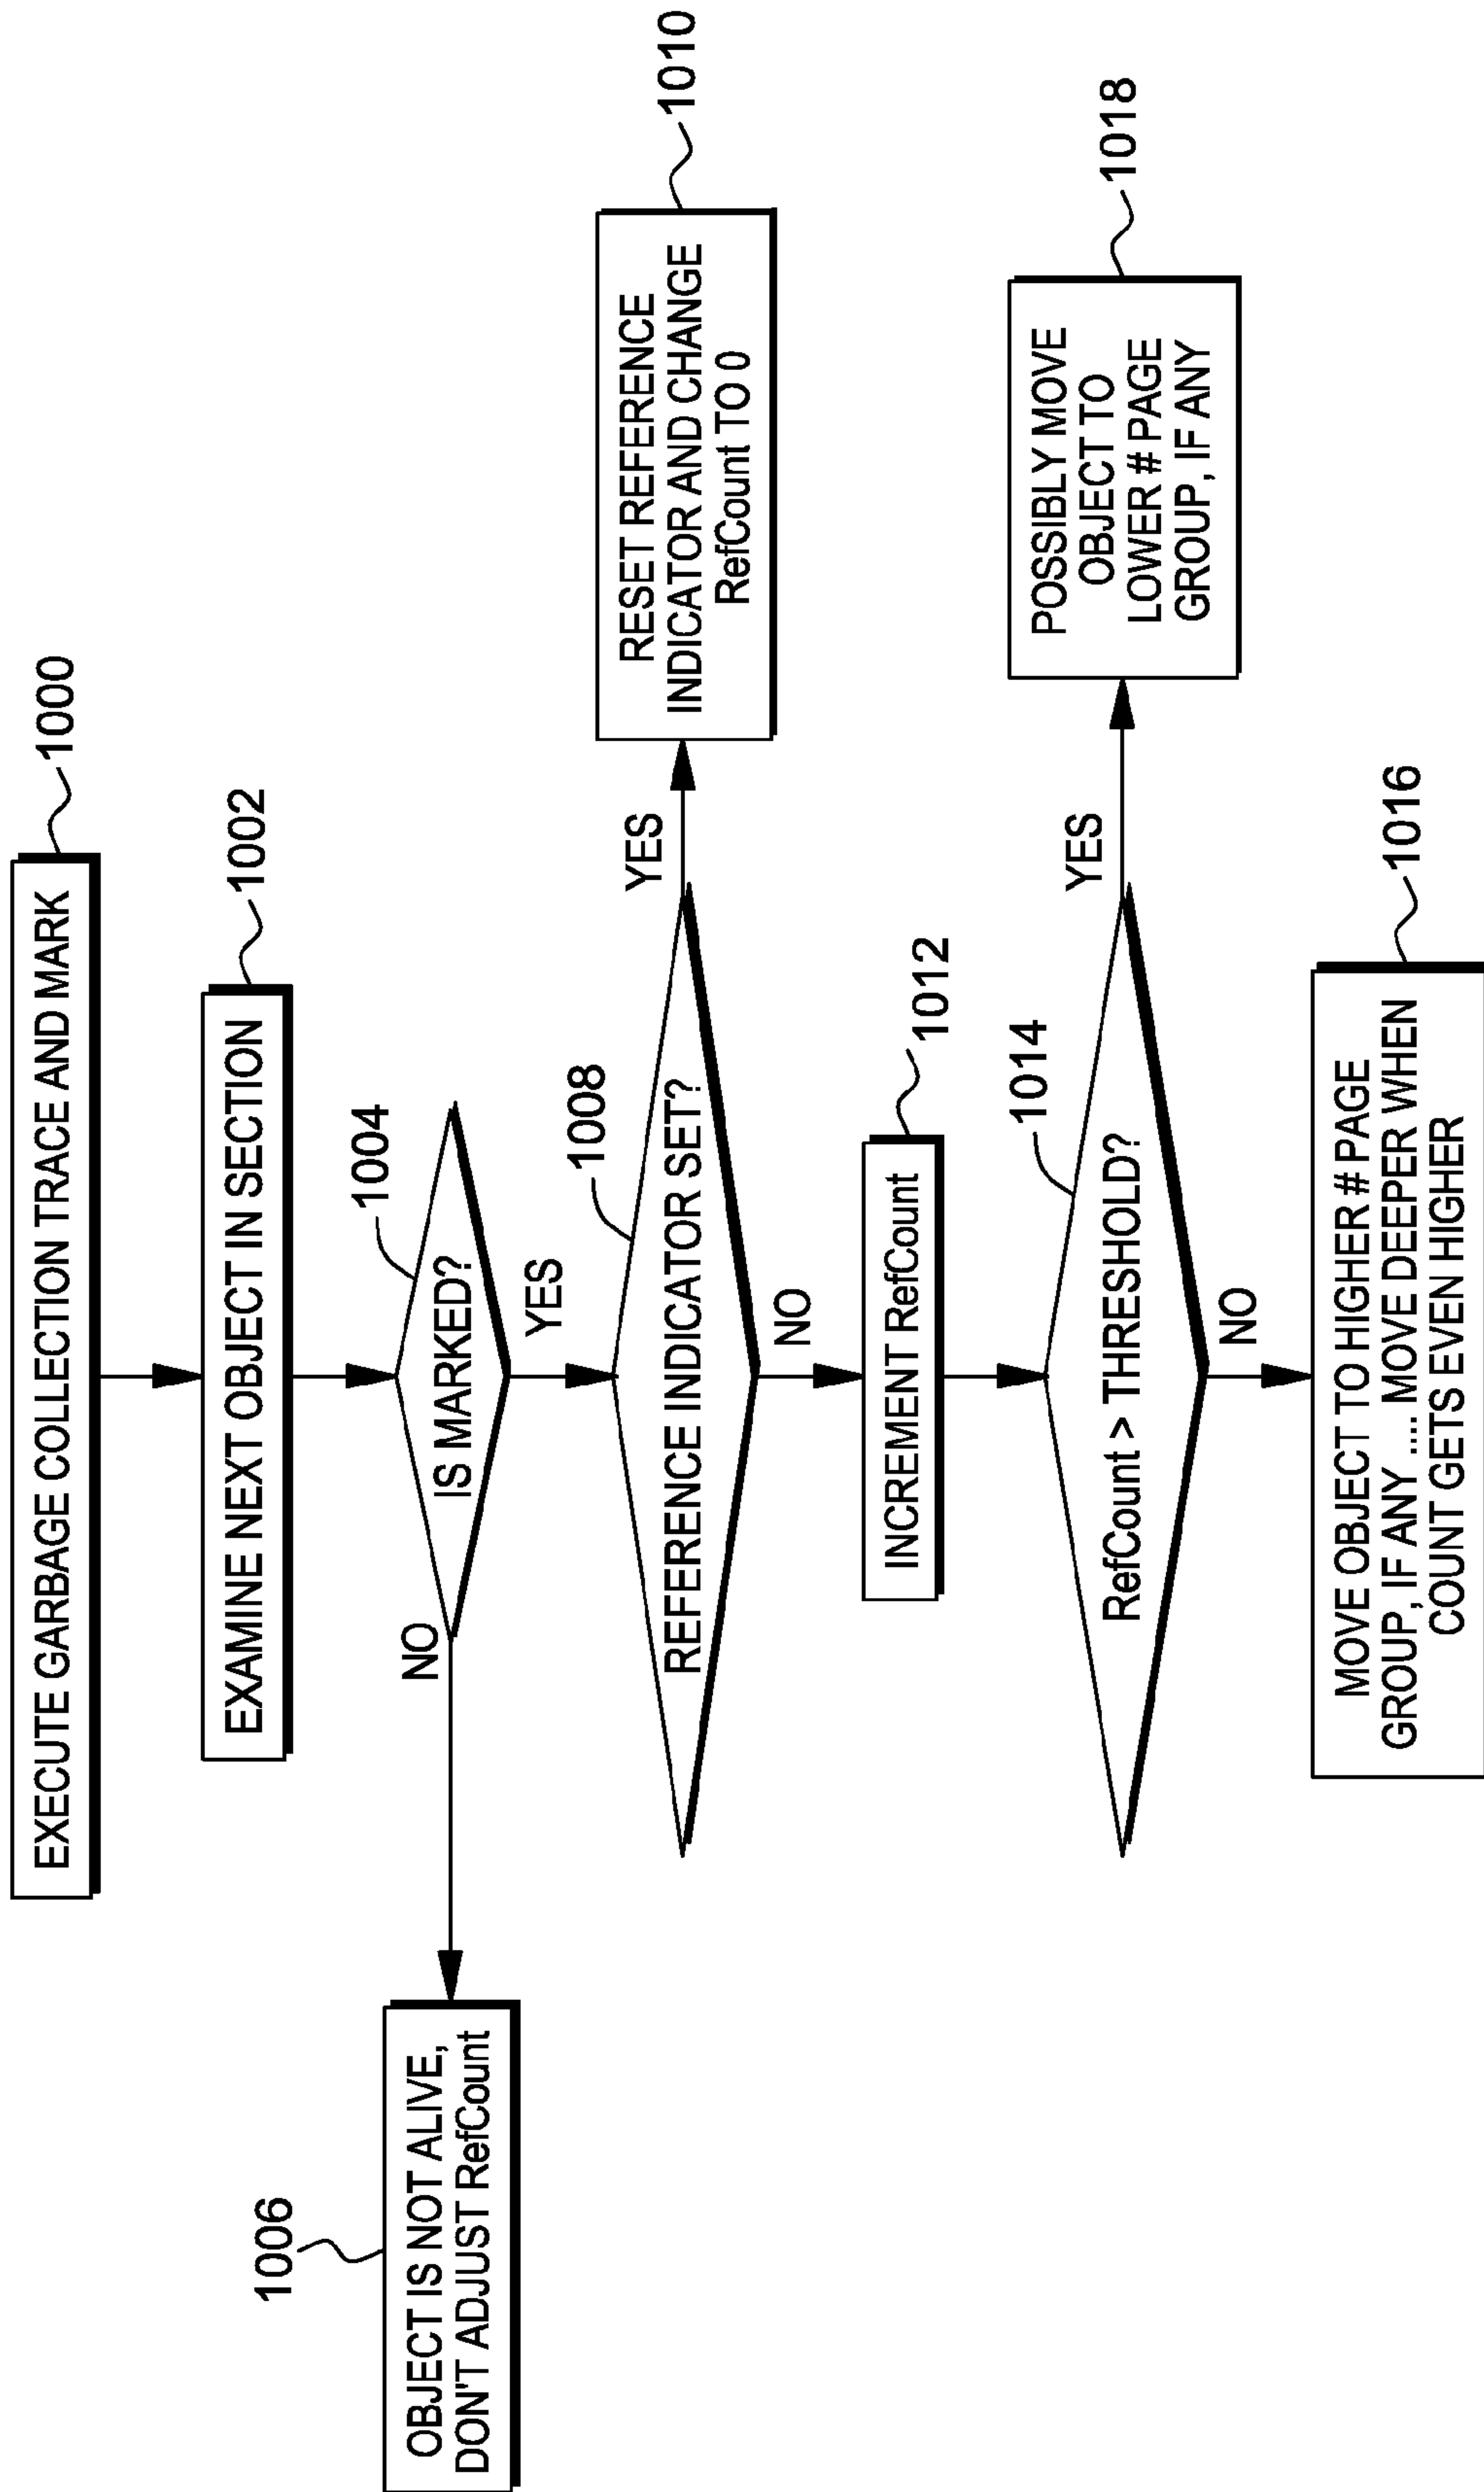 EXECUTE GARBAGE COLLECTION TRACE AND MARK
1000
EXAMINE NEXT OBJECT IN SECTION
1002
IS MARKED?
1004
NO
YES
1006
OBJECT IS NOT ALIVE,
DON'T ADJUST RefCount
REFERENCE INDICATOR SET?
1008
YES
NO
RESET REFERENCE
INDICATOR AND CHANGE
RefCount TO 0
1010
INCREMENT RefCount
1012
RefCount > THRESHOLD?
1014
YES
NO
POSSIBLY MOVE
OBJECT TO
LOWER # PAGE
GROUP, IF ANY
1018
MOVE OBJECT TO HIGHER # PAGE
GROUP, IF ANY .... MOVE DEEPER WHEN
COUNT GETS EVEN HIGHER
1016